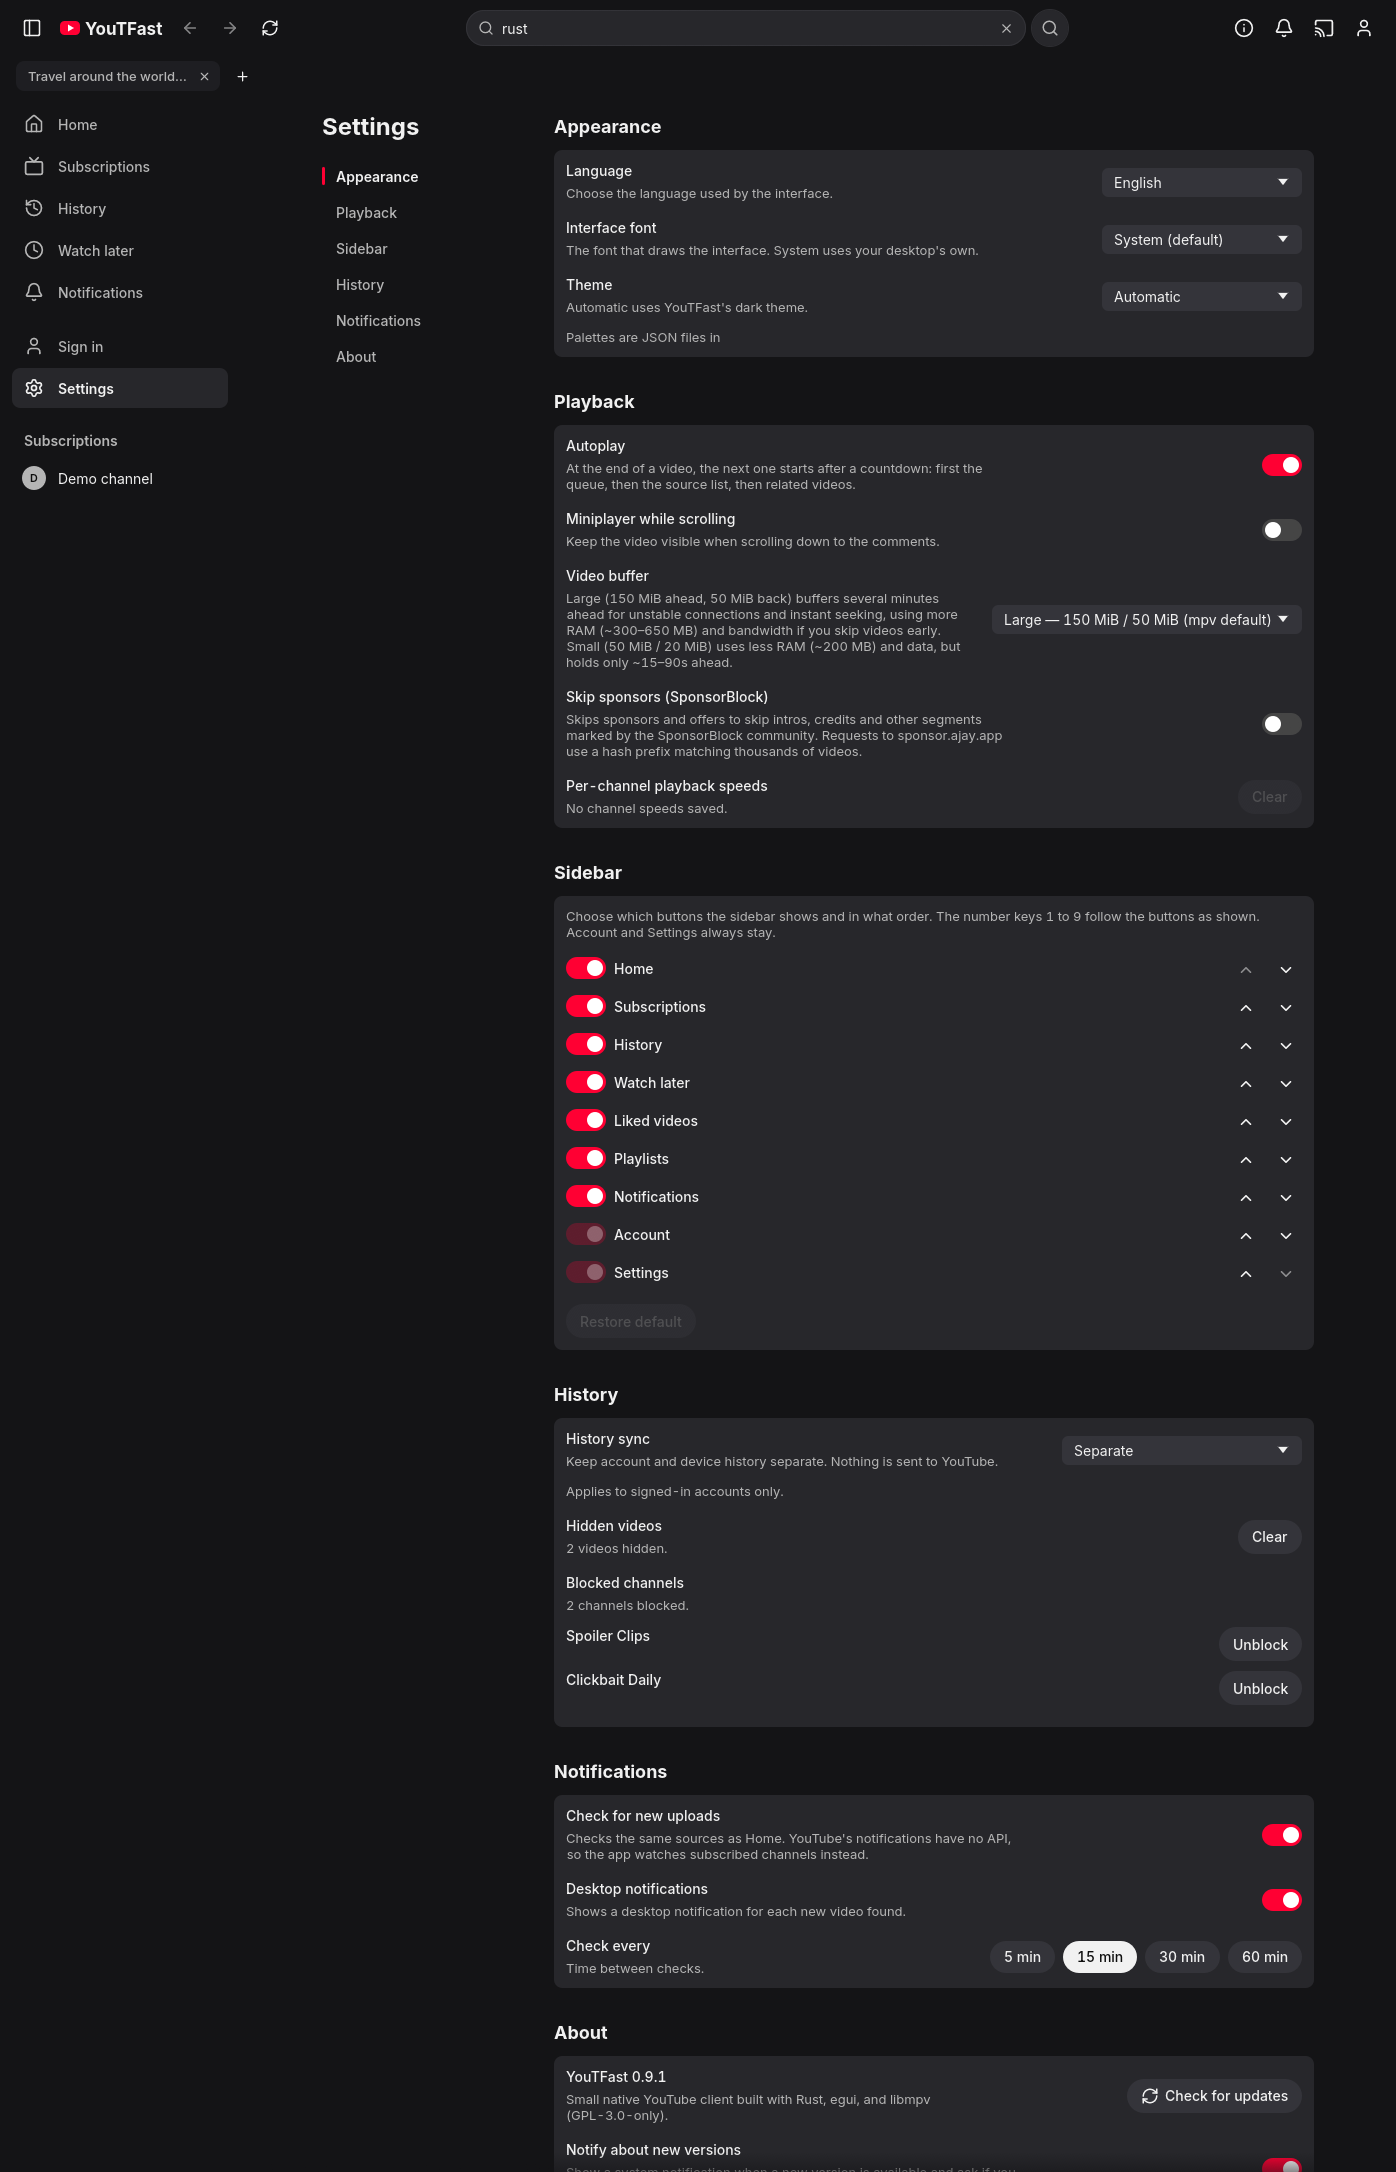 YouTFast
rust
Travel around the world...
Home
Subscriptions
History
Watch later
Notifications
Sign in
Settings
Subscriptions
D
Demo channel
Settings
Appearance
Playback
Sidebar
History
Notifications
About
Appearance
Language
Choose the language used by the interface.
English
Interface font
The font that draws the interface. System uses your desktop's own.
System (default)
Theme
Automatic uses YouTFast's dark theme.
Automatic
Palettes are JSON files in
Playback
Autoplay
At the end of a video, the next one starts after a countdown: first the
queue, then the source list, then related videos.
Miniplayer while scrolling
Keep the video visible when scrolling down to the comments.
Video buffer
Large (150 MiB ahead, 50 MiB back) buffers several minutes
ahead for unstable connections and instant seeking, using more
RAM (~300–650 MB) and bandwidth if you skip videos early.
Small (50 MiB / 20 MiB) uses less RAM (~200 MB) and data, but
holds only ~15–90s ahead.
Large — 150 MiB / 50 MiB (mpv default)
Skip sponsors (SponsorBlock)
Skips sponsors and offers to skip intros, credits and other segments
marked by the SponsorBlock community. Requests to sponsor.ajay.app
use a hash prefix matching thousands of videos.
Per-channel playback speeds
No channel speeds saved.
Clear
Sidebar
Choose which buttons the sidebar shows and in what order. The number keys 1 to 9 follow the buttons as shown.
Account and Settings always stay.
Home
Subscriptions
History
Watch later
Liked videos
Playlists
Notifications
Account
Settings
Restore default
History
History sync
Keep account and device history separate. Nothing is sent to YouTube.
Separate
Applies to signed-in accounts only.
Hidden videos
2 videos hidden.
Clear
Blocked channels
2 channels blocked.
Spoiler Clips
Unblock
Clickbait Daily
Unblock
Notifications
Check for new uploads
Checks the same sources as Home. YouTube's notifications have no API,
so the app watches subscribed channels instead.
Desktop notifications
Shows a desktop notification for each new video found.
Check every
Time between checks.
5 min
15 min
30 min
60 min
About
YouTFast 0.9.1
Small native YouTube client built with Rust, egui, and libmpv
(GPL-3.0-only).
Check for updates
Notify about new versions
Show a system notification when a new version is available and ask if you